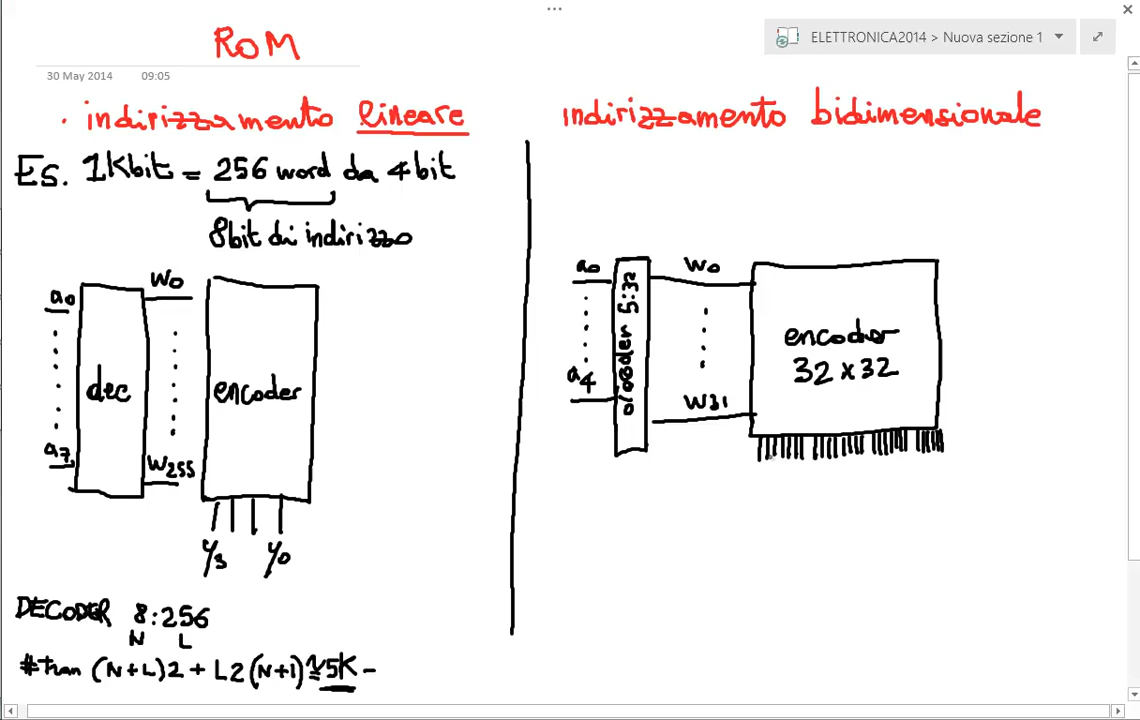 ROM
ELETTRONICA2014 > Nuova sezione 1
30 May 2014 09:05
· indirizzamento lineare
Es. 1Kbit = 256 word da 4 bit
8bit di indirizzo
a0
W0
dec
encoder
a7
W255
y3 y0
DECODER 8:256
N L
#tran (N+L)2 + L2(N+1) ≅ 5K -
indirizzamento bidimensionale
a0
W0
decoder 5:32
encoder
32 x 32
a4
W31